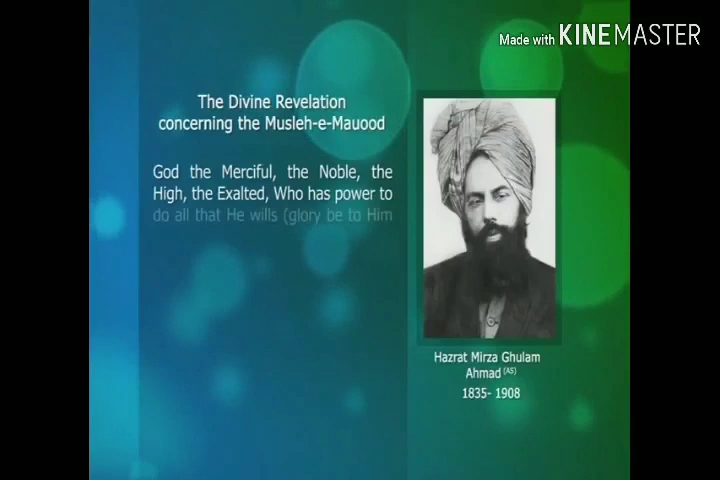 Made with KINEMASTER
The Divine Revelation
concerning the Musleh-e-Mauood
God the Merciful, the Noble, the
High, the Exalted, Who has power to
do all that He wills (glory be to Him
Hazrat Mirza Ghulam
Ahmad (AS)
1835- 1908